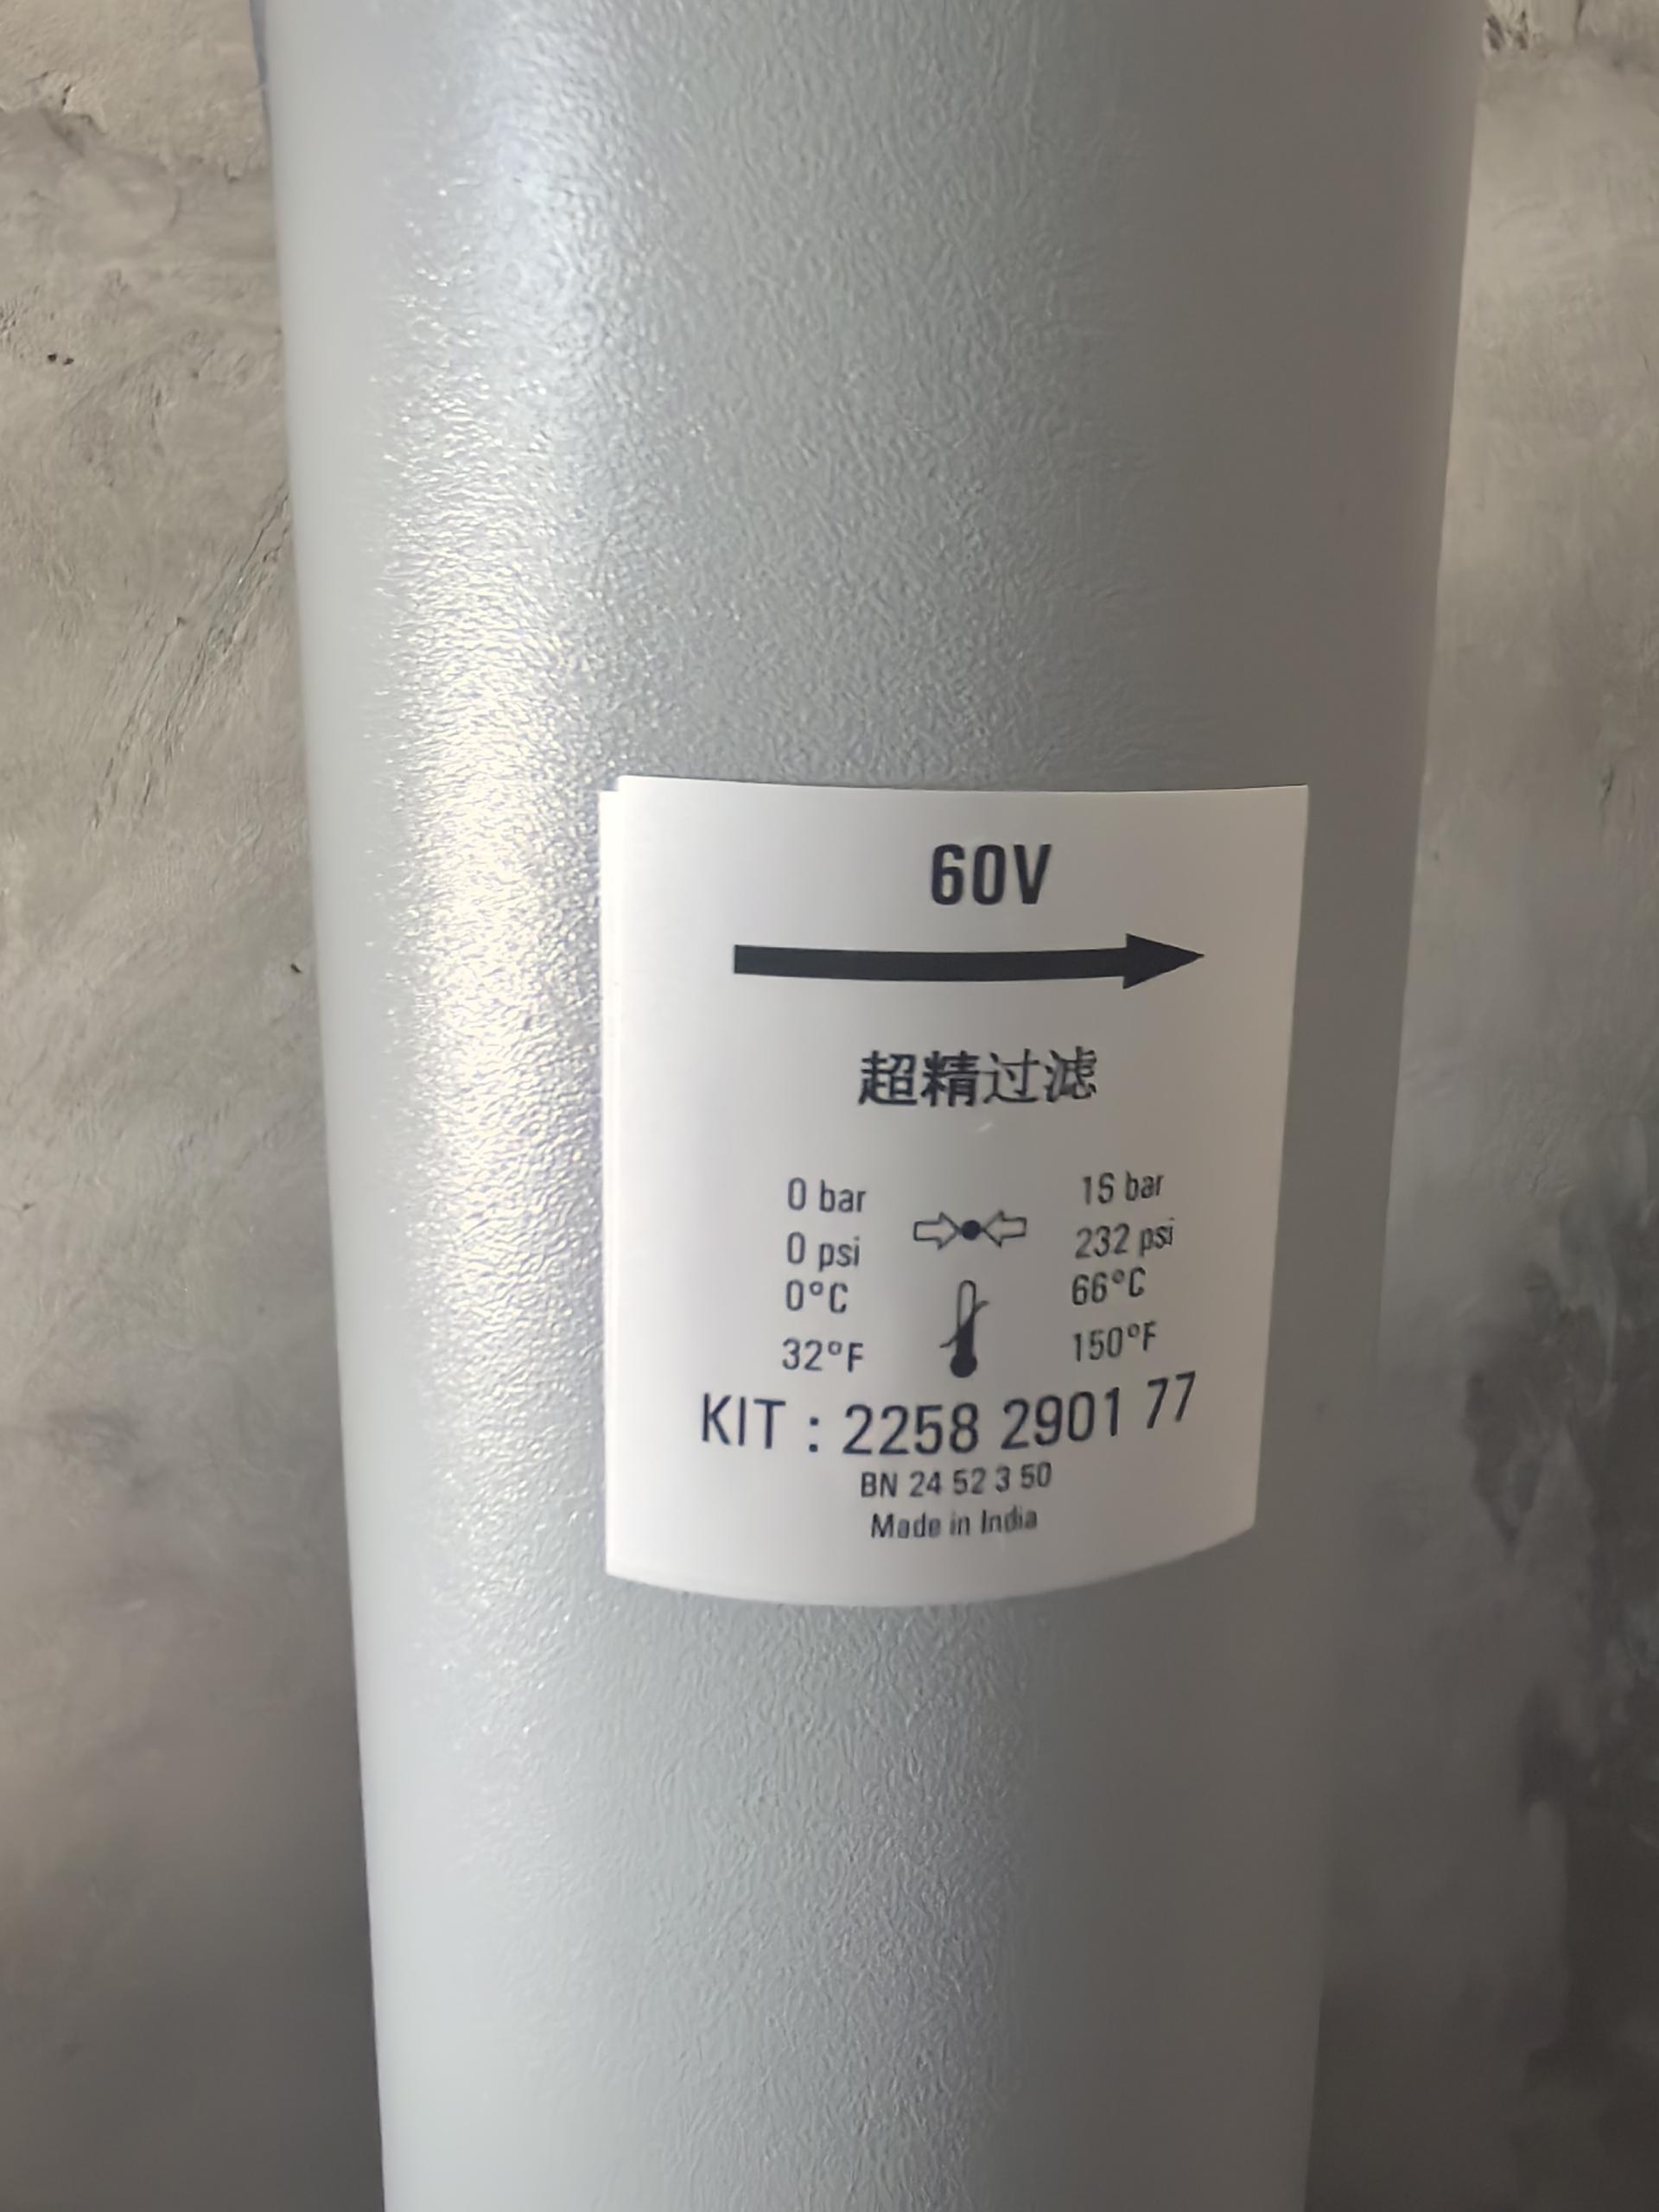 60V
超精过滤
0 bar 16 bar
0 psi 232 psi
0°C 66°C
32°F 150°F
KIT : 2258 2901 77
BN 24 52 3 50
Made in India